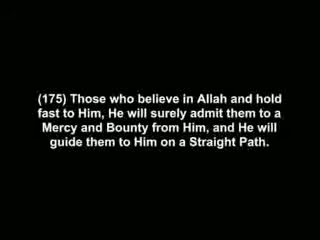 (175) Those who believe in Allah and hold
fast to Him, He will surely admit them to a
Mercy and Bounty from Him, and He will
guide them to Him on a Straight Path.